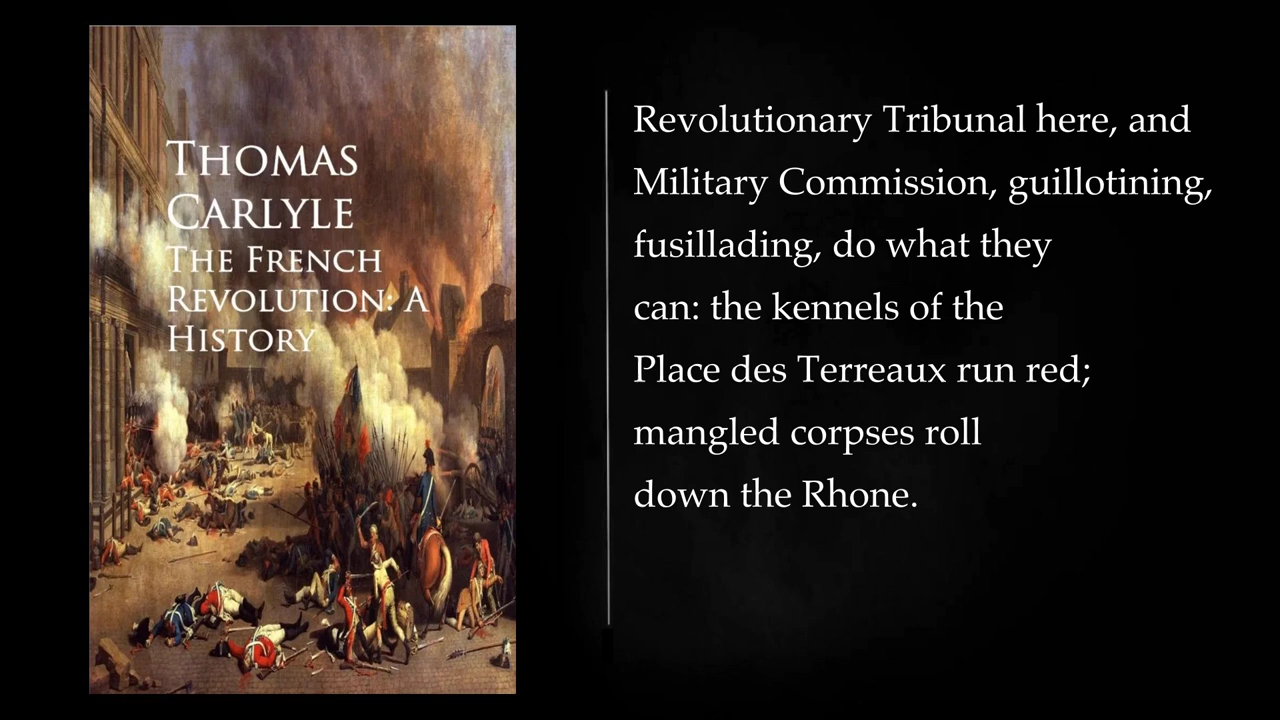 THOMAS
CARLYLE
THE FRENCH
REVOLUTION: A
HISTORY
Revolutionary Tribunal here, and
Military Commission, guillotining,
fusillading, do what they
can: the kennels of the
Place des Terreaux run red;
mangled corpses roll
down the Rhone.